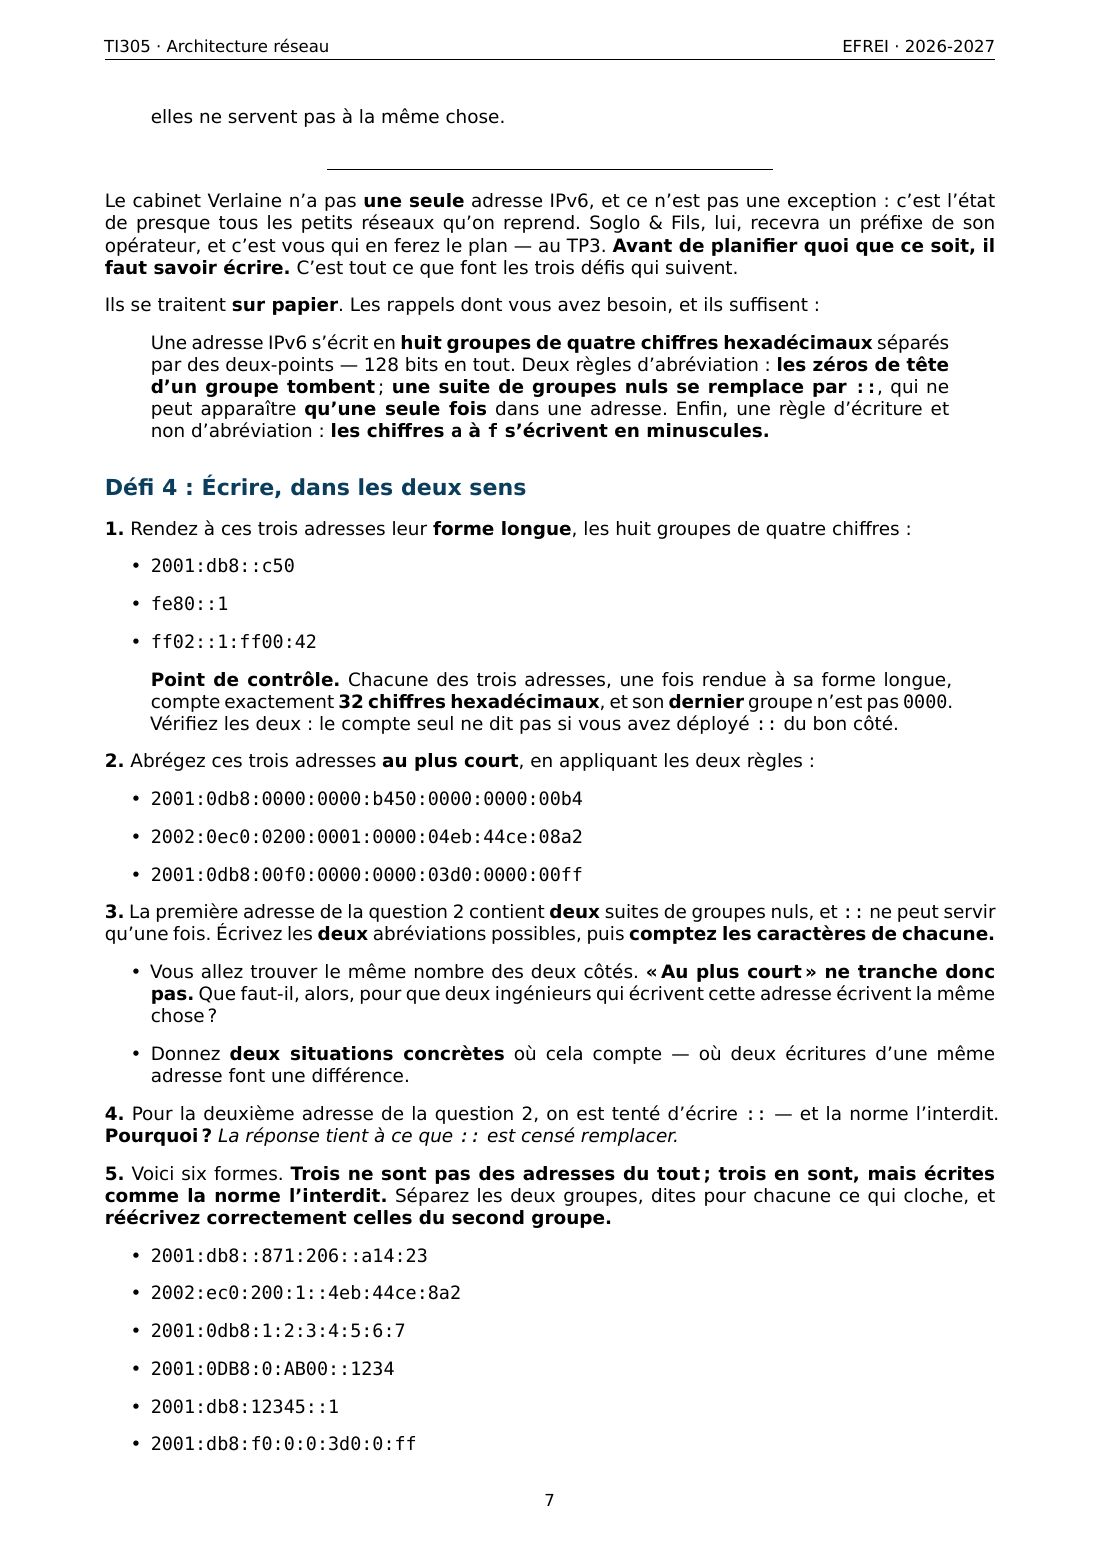 TI305 · Architecture réseau
EFREI · 2026-2027
elles ne servent pas à la même chose.
Le cabinet Verlaine n’a pas une seule adresse IPv6, et ce n’est pas une exception : c’est l’état
de presque tous les petits réseaux qu’on reprend. Soglo & Fils, lui, recevra un préfixe de son
opérateur, et c’est vous qui en ferez le plan — au TP3. Avant de planifier quoi que ce soit, il
faut savoir écrire. C’est tout ce que font les trois défis qui suivent.
Ils se traitent sur papier. Les rappels dont vous avez besoin, et ils suffisent :
Une adresse IPv6 s’écrit en huit groupes de quatre chiffres hexadécimaux séparés
par des deux-points — 128 bits en tout. Deux règles d’abréviation : les zéros de tête
d’un groupe tombent ; une suite de groupes nuls se remplace par ::, qui ne
peut apparaître qu’une seule fois dans une adresse. Enfin, une règle d’écriture et
non d’abréviation : les chiffres a à f s’écrivent en minuscules.
Défi 4 : Écrire, dans les deux sens
1. Rendez à ces trois adresses leur forme longue, les huit groupes de quatre chiffres :
• 2001:db8::c50
• fe80::1
• ff02::1:ff00:42
Point de contrôle. Chacune des trois adresses, une fois rendue à sa forme longue,
compte exactement 32 chiffres hexadécimaux, et son dernier groupe n’est pas 0000.
Vérifiez les deux : le compte seul ne dit pas si vous avez déployé :: du bon côté.
2. Abrégez ces trois adresses au plus court, en appliquant les deux règles :
• 2001:0db8:0000:0000:b450:0000:0000:00b4
• 2002:0ec0:0200:0001:0000:04eb:44ce:08a2
• 2001:0db8:00f0:0000:0000:03d0:0000:00ff
3. La première adresse de la question 2 contient deux suites de groupes nuls, et :: ne peut servir
qu’une fois. Écrivez les deux abréviations possibles, puis comptez les caractères de chacune.
• Vous allez trouver le même nombre des deux côtés. « Au plus court » ne tranche donc
pas. Que faut-il, alors, pour que deux ingénieurs qui écrivent cette adresse écrivent la même
chose ?
• Donnez deux situations concrètes où cela compte — où deux écritures d’une même
adresse font une différence.
4. Pour la deuxième adresse de la question 2, on est tenté d’écrire :: — et la norme l’interdit.
Pourquoi ? La réponse tient à ce que :: est censé remplacer.
5. Voici six formes. Trois ne sont pas des adresses du tout ; trois en sont, mais écrites
comme la norme l’interdit. Séparez les deux groupes, dites pour chacune ce qui cloche, et
réécrivez correctement celles du second groupe.
• 2001:db8::871:206::a14:23
• 2002:ec0:200:1::4eb:44ce:8a2
• 2001:0db8:1:2:3:4:5:6:7
• 2001:0DB8:0:AB00::1234
• 2001:db8:12345::1
• 2001:db8:f0:0:0:3d0:0:ff
7